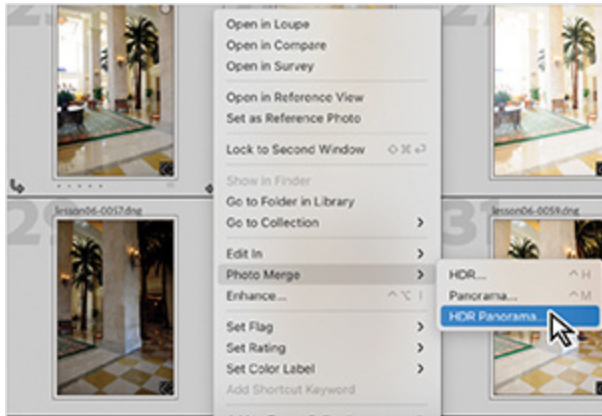 Open in Loupe
Open in Compare
Open in Survey
Open in Reference View
Set as Reference Photo
Lock to Second Window ⇧⌘↩
Show in Finder
Go to Folder in Library
Go to Collection >
Edit In >
Photo Merge >
Enhance... ^⌥I
Set Flag >
Set Rating >
Set Color Label >
Add Shortcut Keyword
HDR... ^H
Panorama... ^M
HDR Panorama...
29
lesson06-0057.dng
31
lesson06-0059.dng